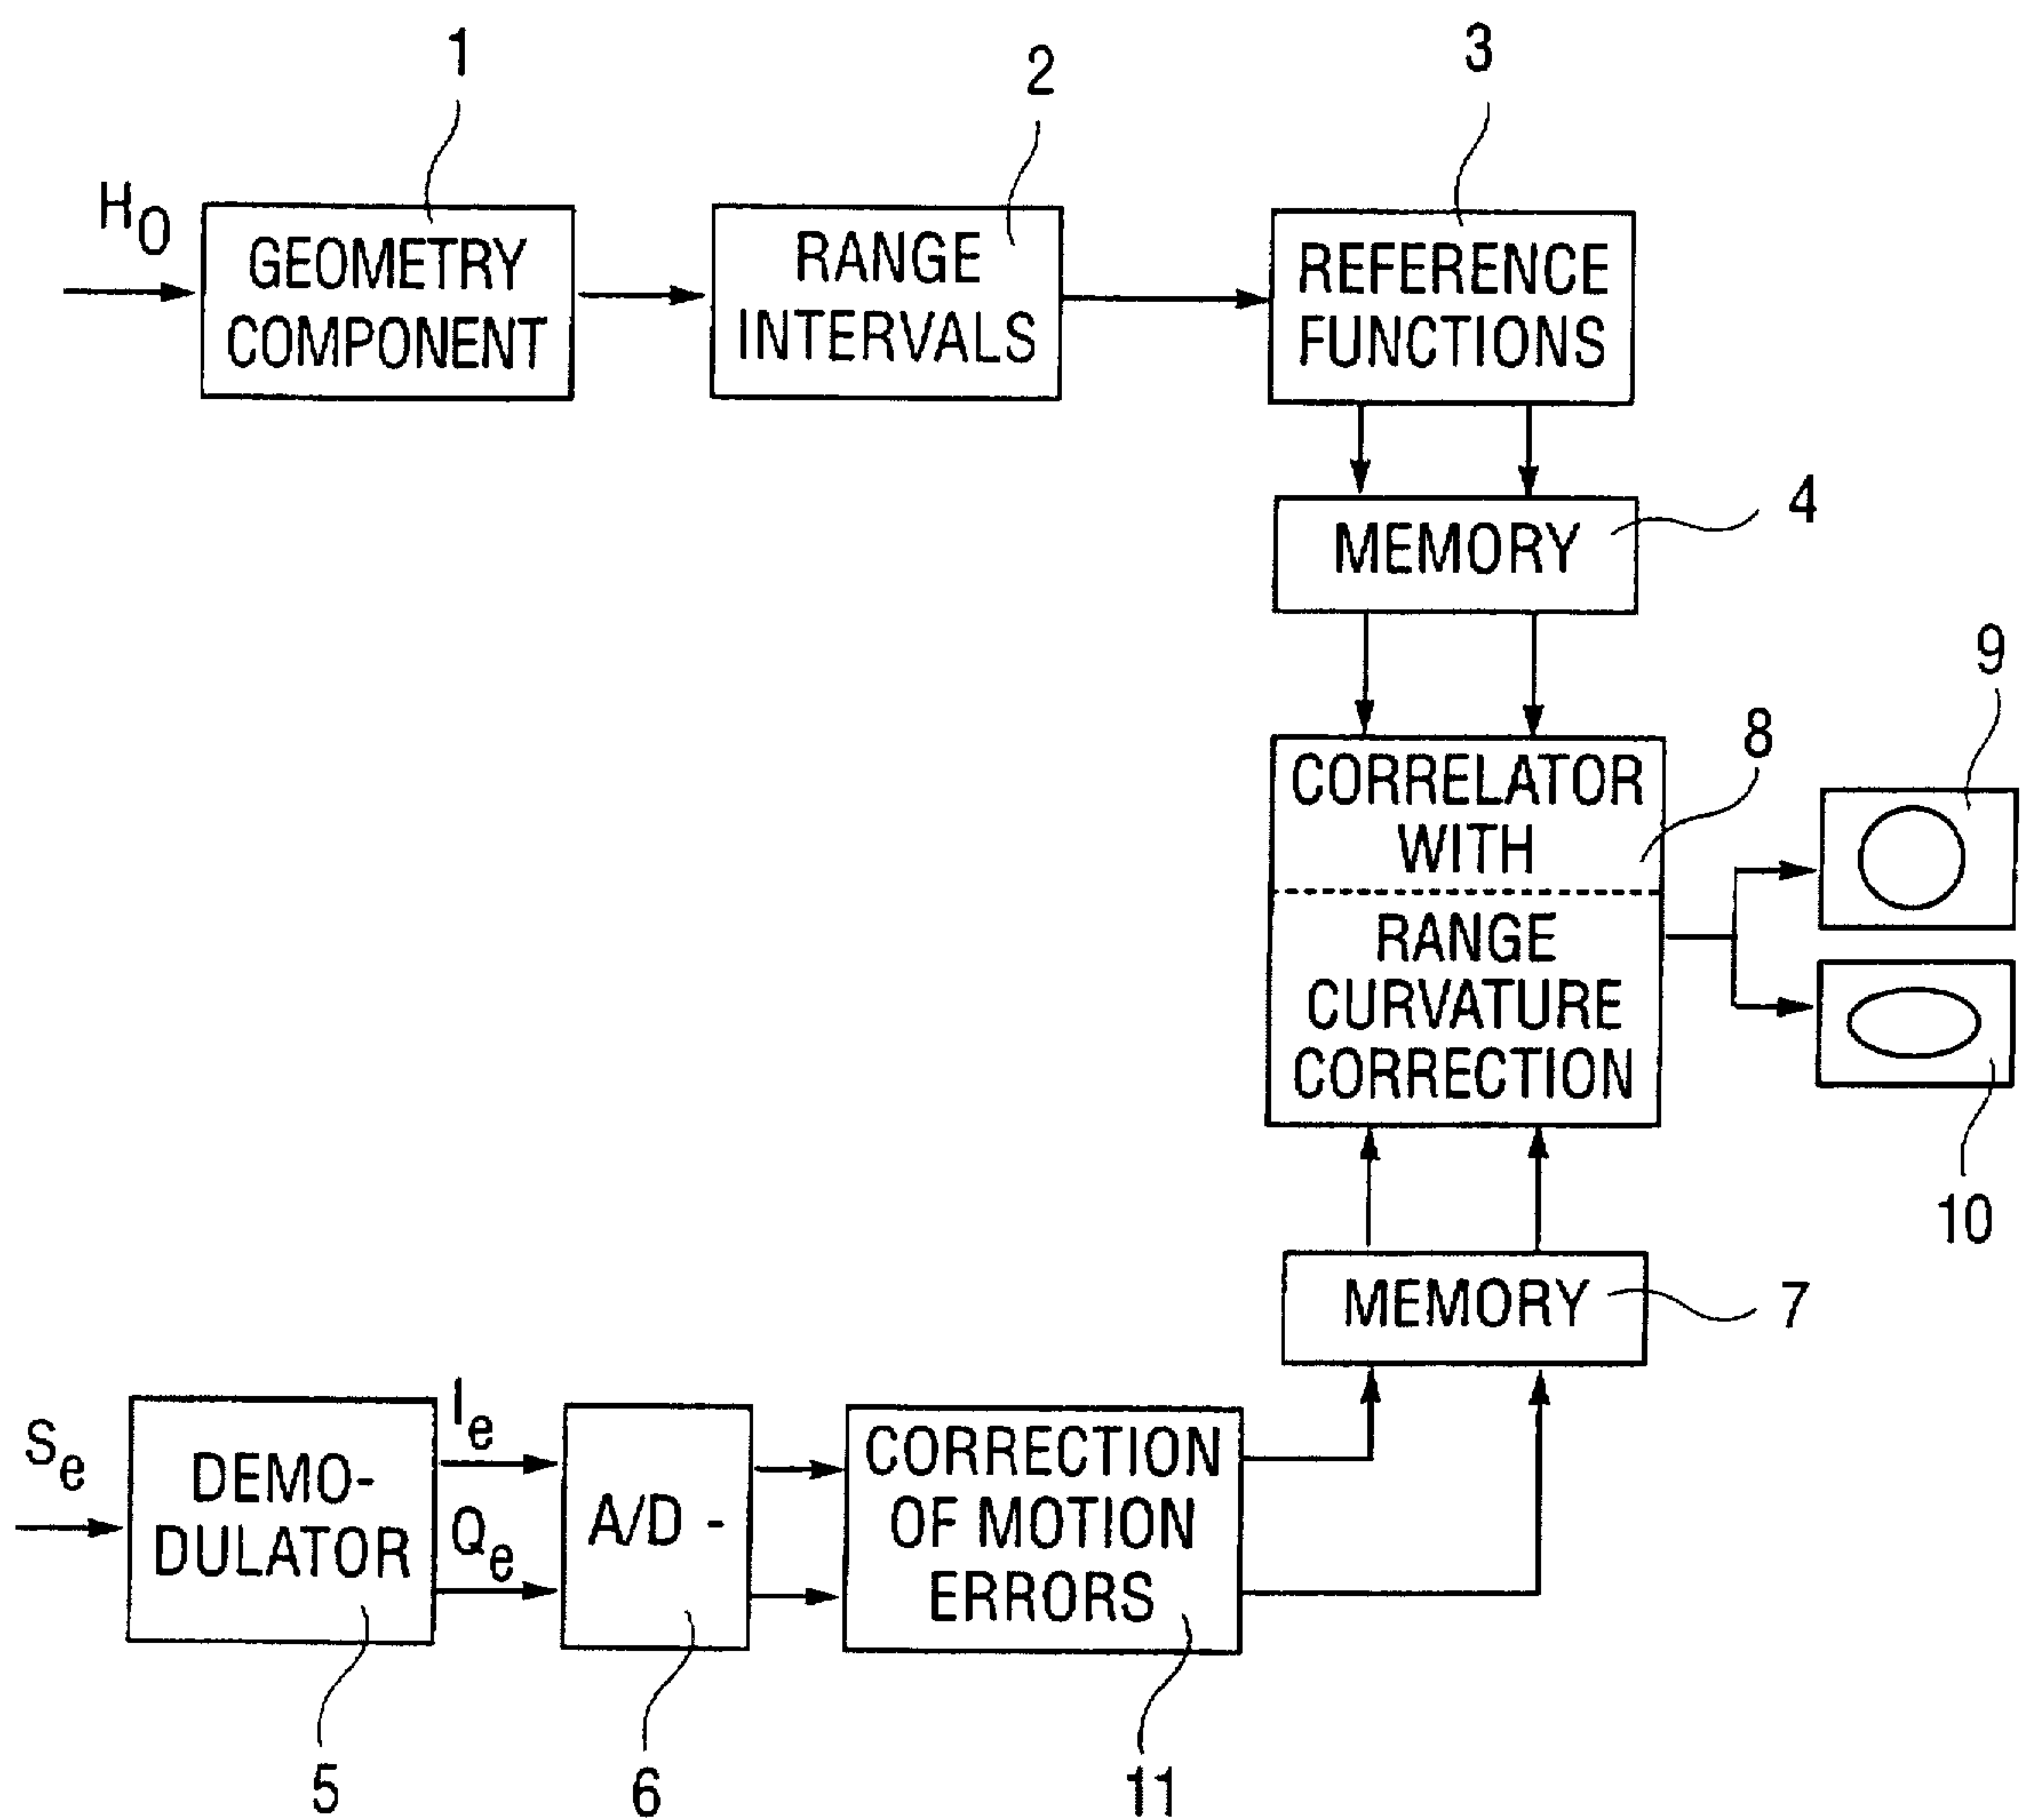 1
2
3
H0
GEOMETRY
COMPONENT
RANGE
INTERVALS
REFERENCE
FUNCTIONS
MEMORY
4
9
8
CORRELATOR
WITH
RANGE
CURVATURE
CORRECTION
10
MEMORY
7
Se
DEMO-
DULATOR
Ie
Qe
A/D -
CORRECTION
OF MOTION
ERRORS
5
6
11